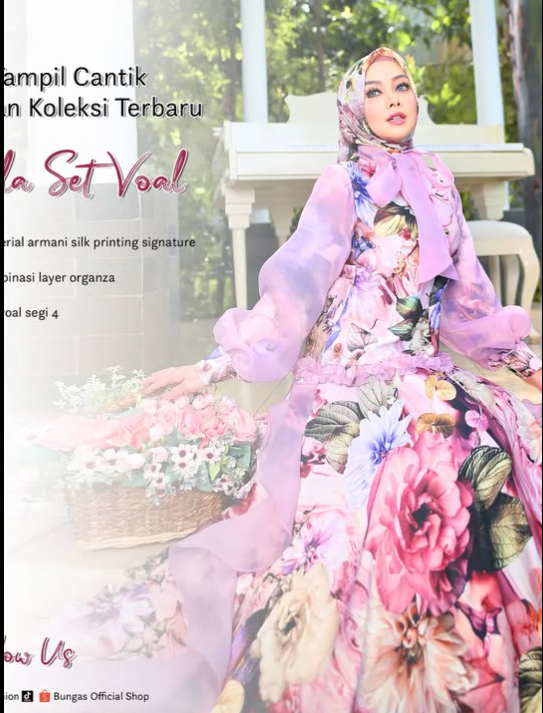 ampil Cantik
n Koleksi Terbaru
la Set Voal
erial armani silk printing signature
binasi layer organza
oal segi 4
ow Us
ion Bungas Official Shop